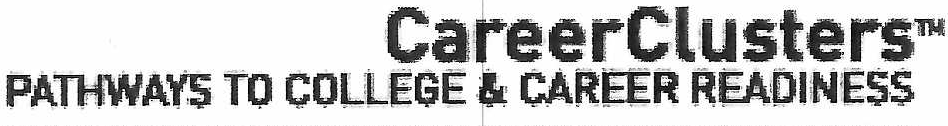 CareerClusters™
PATHWAYS TO COLLEGE & CAREER READINESS